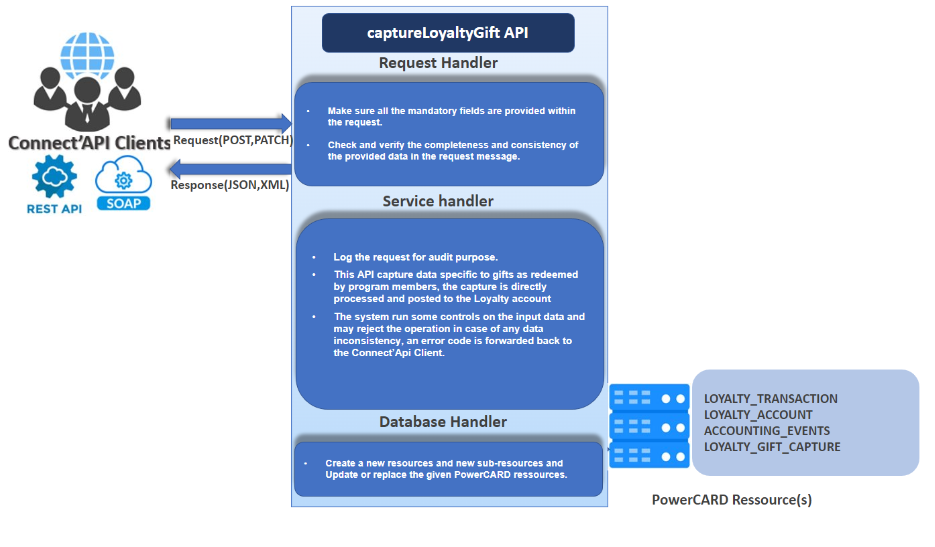 captureLoyaltyGift API
Request Handler
• Make sure all the mandatory fields are provided within
the request.
• Check and verify the completeness and consistency of
the provided data in the request message.
Connect'API Clients
Request(POST,PATCH)
Response(JSON,XML)
REST API
SOAP
Service handler
• Log the request for audit purpose.
• This API capture data specific to gifts as redeemed
by program members, the capture is directly
processed and posted to the Loyalty account
• The system run some controls on the input data and
may reject the operation in case of any data
inconsistency, an error code is forwarded back to
the Connect'Api Client.
Database Handler
• Create a new resources and new sub-resources and
Update or replace the given PowerCARD ressources.
LOYALTY_TRANSACTION
LOYALTY_ACCOUNT
ACCOUNTING_EVENTS
LOYALTY_GIFT_CAPTURE
PowerCARD Ressource(s)